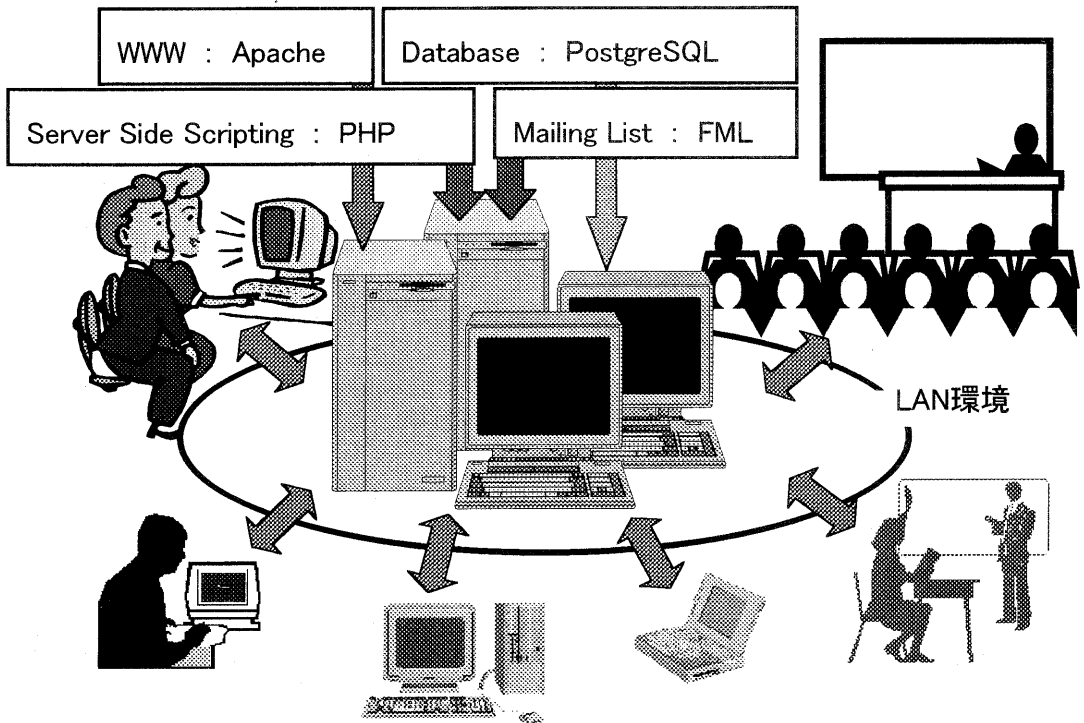 WWW : Apache
Database : PostgreSQL
Server Side Scripting : PHP
Mailing List : FML
LAN環境